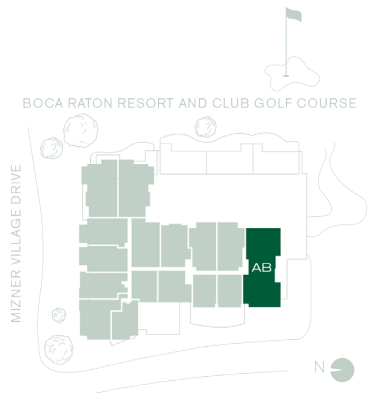 BOCA RATON RESORT AND CLUB GOLF COURSE
MIZNER VILLAGE DRIVE
AB
N